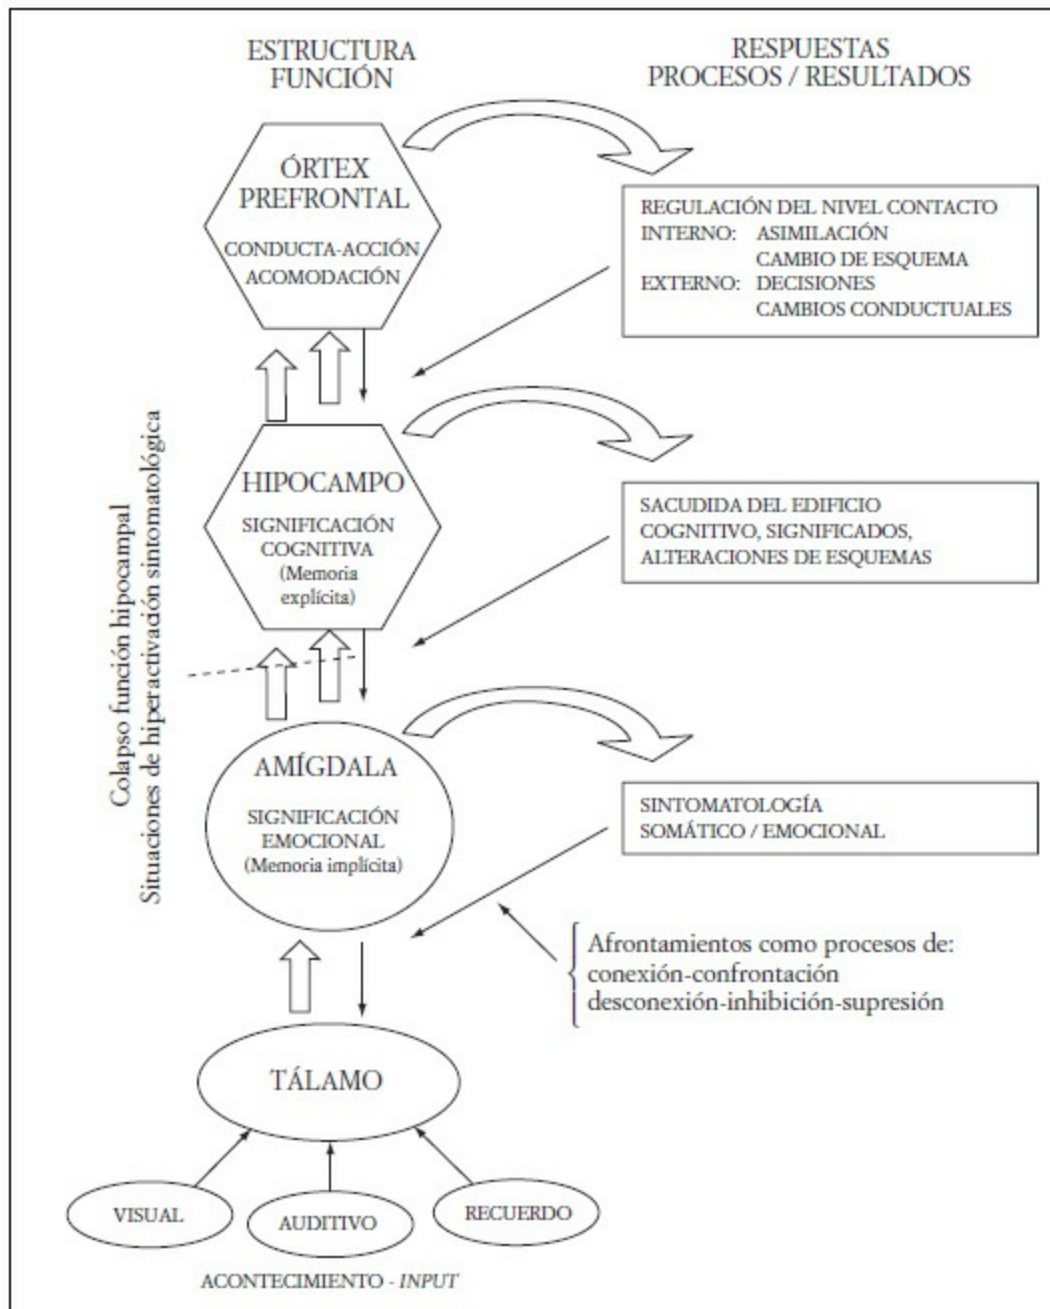 ESTRUCTURA
FUNCIÓN
RESPUESTAS
PROCESOS / RESULTADOS
ÓRTEX
PREFRONTAL
CONDUCTA-ACCIÓN
ACOMODACIÓN
REGULACIÓN DEL NIVEL CONTACTO
INTERNO: ASIMILACIÓN
CAMBIO DE ESQUEMA
EXTERNO: DECISIONES
CAMBIOS CONDUCTUALES
HIPOCAMPO
SIGNIFICACIÓN
COGNITIVA
(Memoria
explícita)
SACUDIDA DEL EDIFICIO
COGNITIVO, SIGNIFICADOS,
ALTERACIONES DE ESQUEMAS
Colapso función hipocampal
Situaciones de hiperactivación sintomatológica
AMÍGDALA
SIGNIFICACIÓN
EMOCIONAL
(Memoria implícita)
SINTOMATOLOGÍA
SOMÁTICO / EMOCIONAL
Afrontamientos como procesos de:
conexión-confrontación
desconexión-inhibición-supresión
TÁLAMO
VISUAL
AUDITIVO
RECUERDO
ACONTECIMIENTO - INPUT